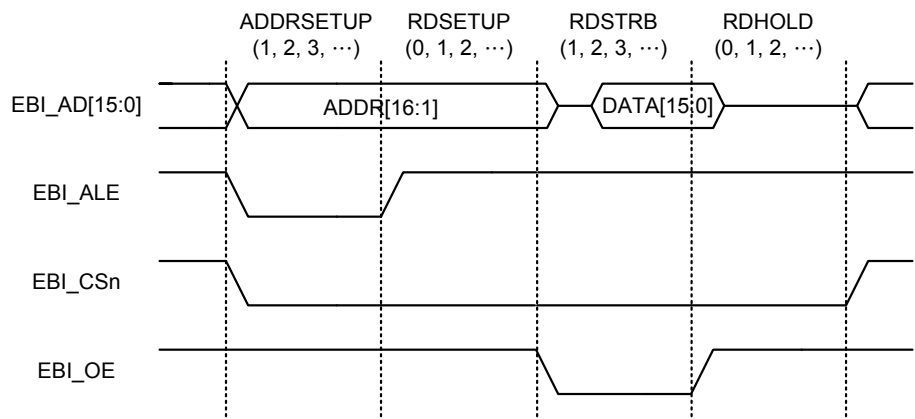 ADDRSETUP RDSETUP RDSTRB RDHOLD
(1, 2, 3, ⋯) (0, 1, 2, ⋯) (1, 2, 3, ⋯) (0, 1, 2, ⋯)
EBI_AD[15:0] ADDR[16:1] DATA[15:0]
EBI_ALE
EBI_CSn
EBI_OE